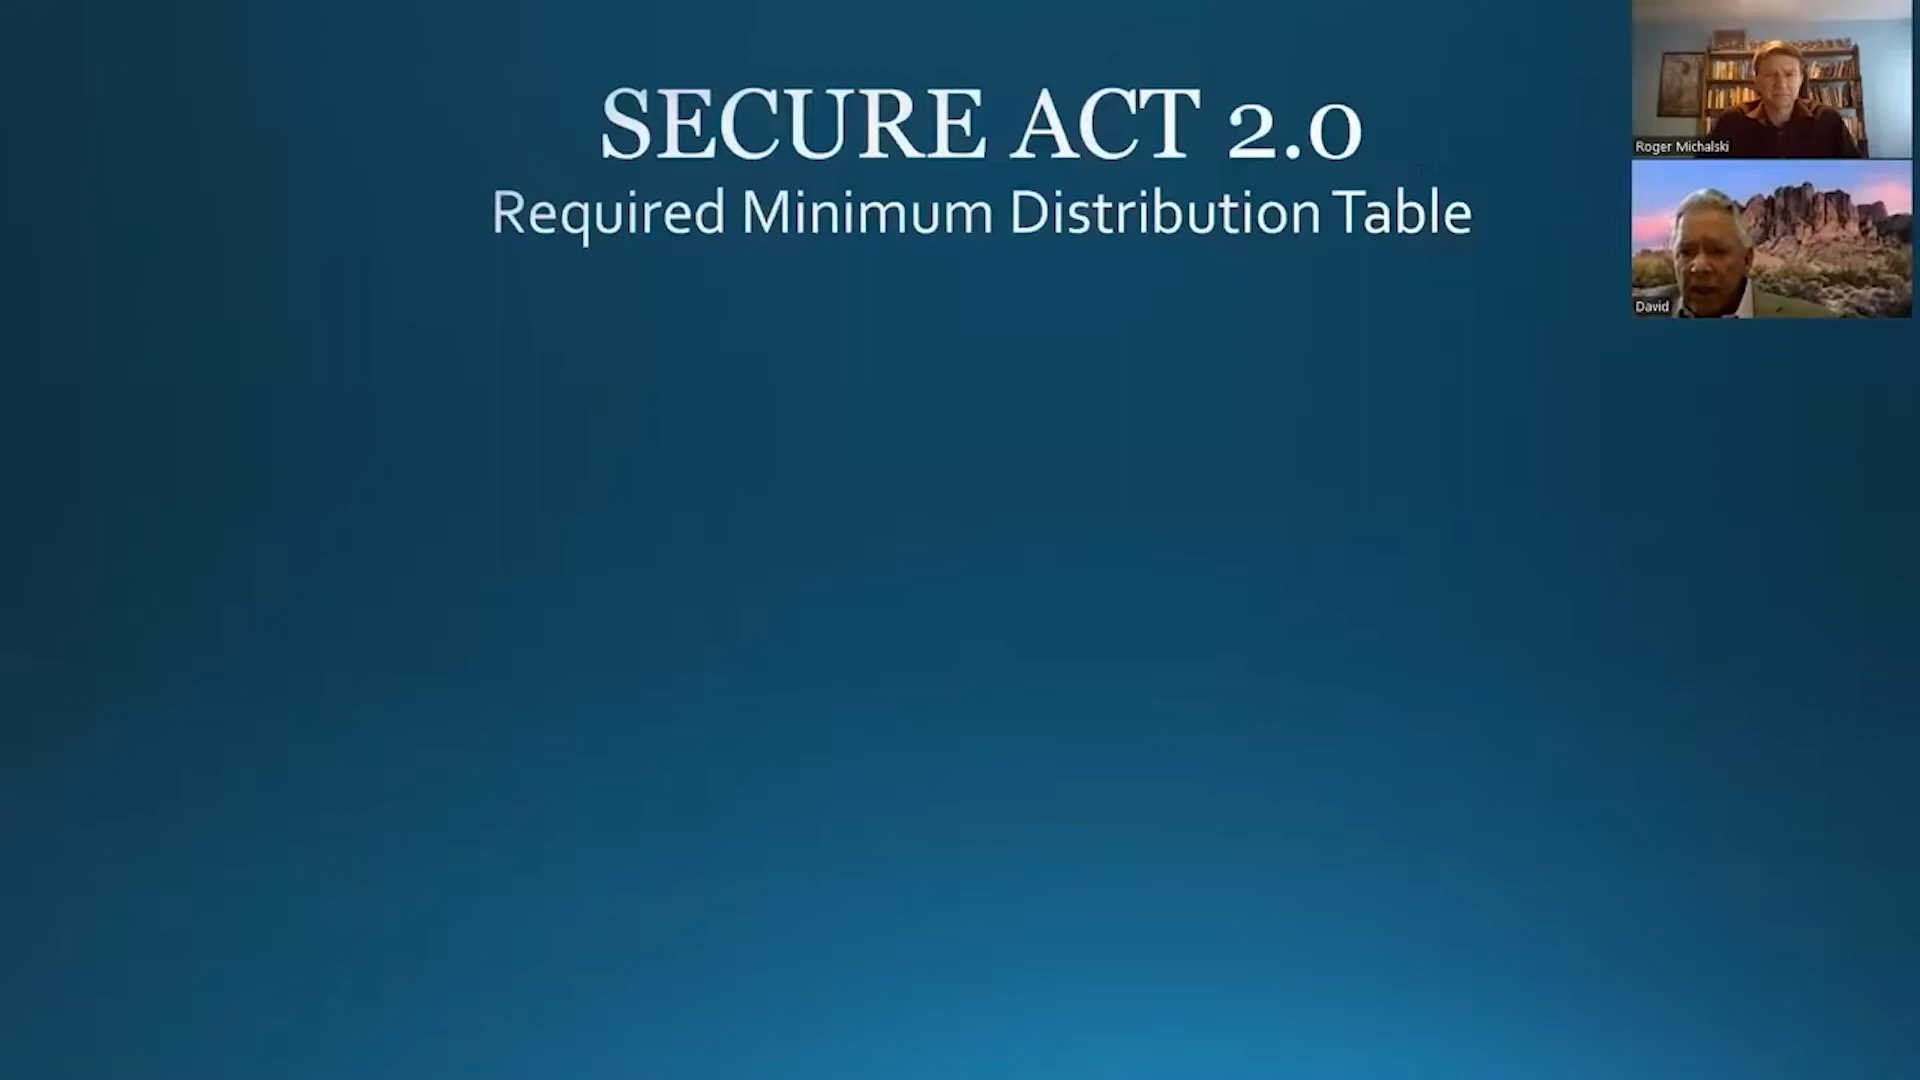 SECURE ACT 2.0
Required Minimum Distribution Table
Roger Michalski
David